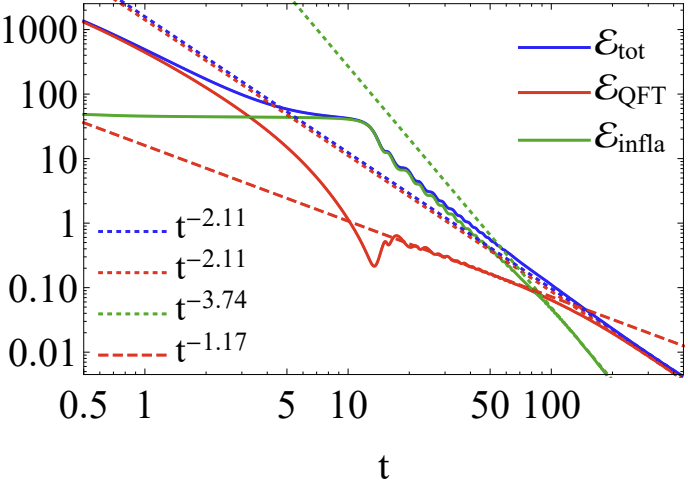 1000
100
10
1
0.10
0.01
ℰtot
ℰQFT
ℰinfla
t^-2.11
t^-2.11
t^-3.74
t^-1.17
0.5 1 5 10 50 100
t